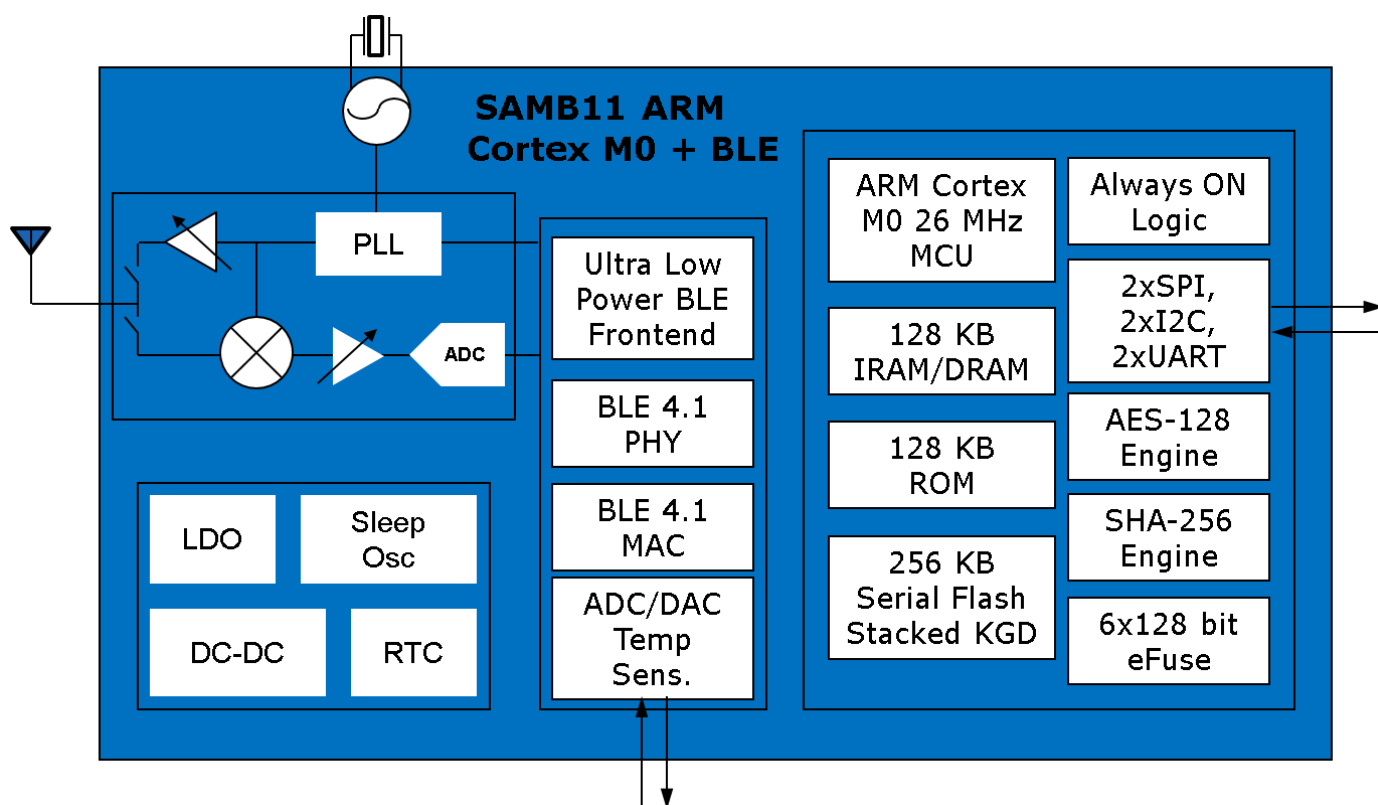 SAMB11 ARM
Cortex M0 + BLE
PLL
ADC
LDO
Sleep
Osc
DC-DC
RTC
Ultra Low
Power BLE
Frontend
BLE 4.1
PHY
BLE 4.1
MAC
ADC/DAC
Temp
Sens.
ARM Cortex
M0 26 MHz
MCU
128 KB
IRAM/DRAM
128 KB
ROM
256 KB
Serial Flash
Stacked KGD
Always ON
Logic
2xSPI,
2xI2C,
2xUART
AES-128
Engine
SHA-256
Engine
6x128 bit
eFuse